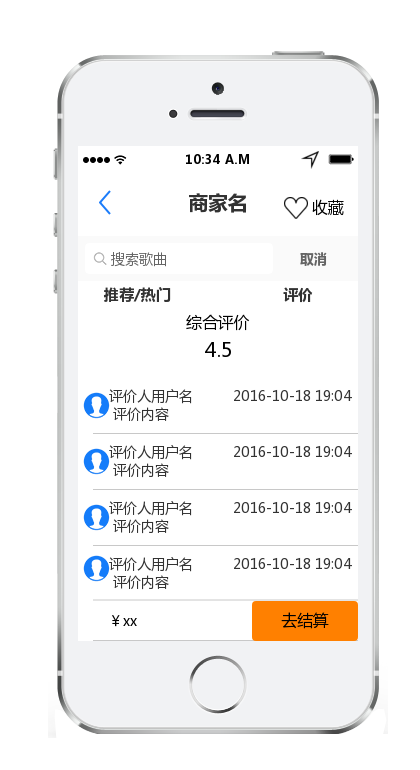 10:34 A.M
商家名
收藏
搜索歌曲
取消
推荐/热门
评价
综合评价
4.5
评价人用户名 2016-10-18 19:04
评价内容
评价人用户名 2016-10-18 19:04
评价内容
评价人用户名 2016-10-18 19:04
评价内容
评价人用户名 2016-10-18 19:04
评价内容
¥ xx
去结算